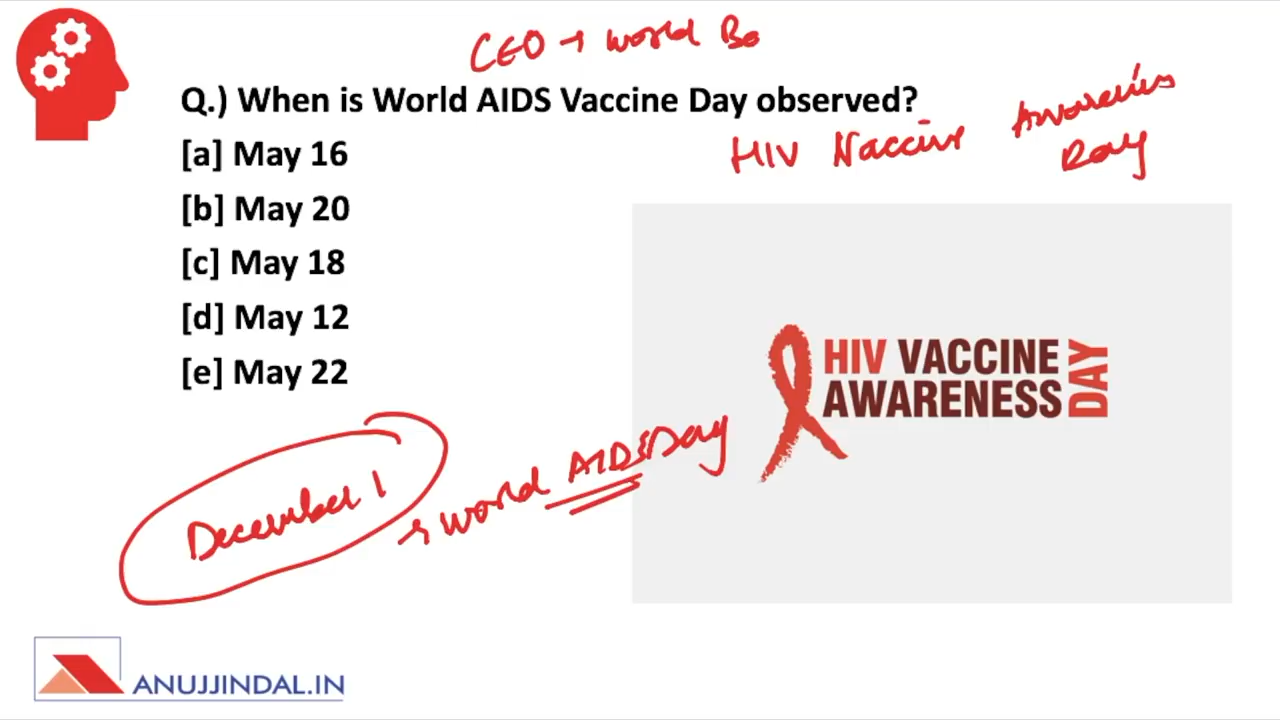 CEO → World Ba
Q.) When is World AIDS Vaccine Day observed?
HIV Vaccine Awareness Day
[a] May 16
[b] May 20
[c] May 18
[d] May 12
[e] May 22
HIV VACCINE
AWARENESS DAY
December 1 → World AIDS Day
ANUJJINDAL.IN